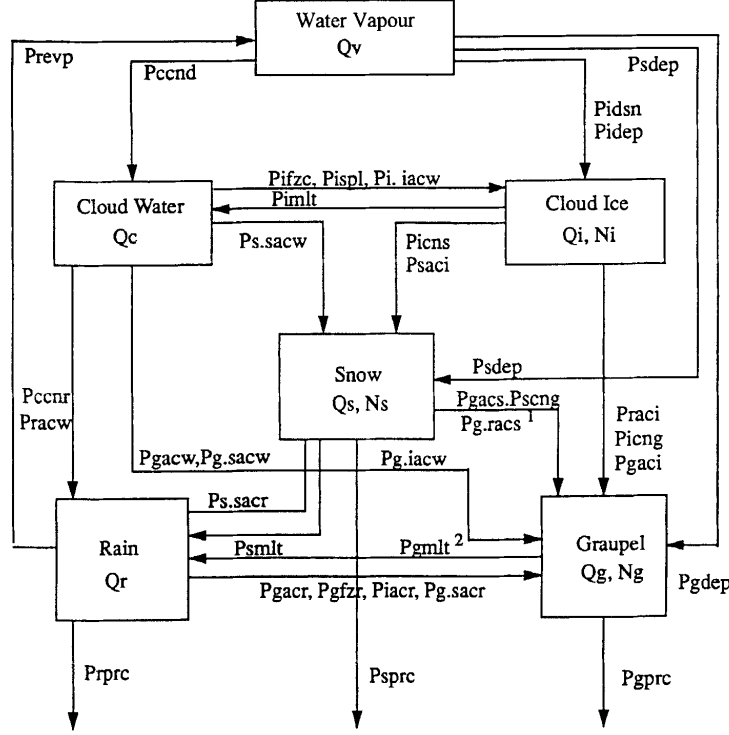 Water Vapour
Qv
Prevp
Pccnd
Psdep
Pidsn
Pidep
Pifzc, Pispl, Pi. iacw
Pimlt
Cloud Water
Qc
Cloud Ice
Qi, Ni
Ps.sacw
Picns
Psaci
Snow
Qs, Ns
Psdep
Pgacs.Pscng
Pg.racs 1
Pccnr
Pracw
Praci
Picng
Pgaci
Pgacw,Pg.sacw
Pg.iacw
Ps.sacr
Rain
Qr
Psmlt
Pgmlt 2
Graupel
Qg, Ng
Pgdep
Pgacr, Pgfzr, Piacr, Pg.sacr
Prprc
Psprc
Pgprc